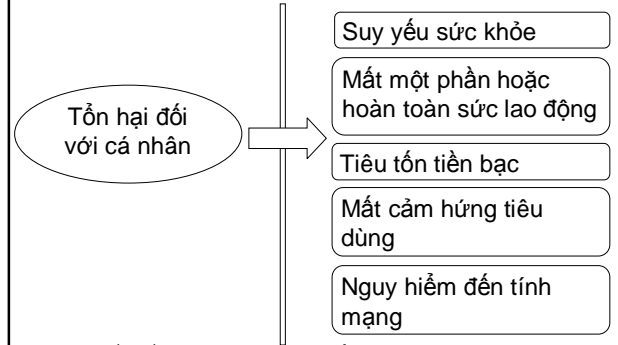 Tổn hại đối
với cá nhân
Suy yếu sức khỏe
Mất một phần hoặc
hoàn toàn sức lao động
Tiêu tốn tiền bạc
Mất cảm hứng tiêu
dùng
Nguy hiểm đến tính
mạng